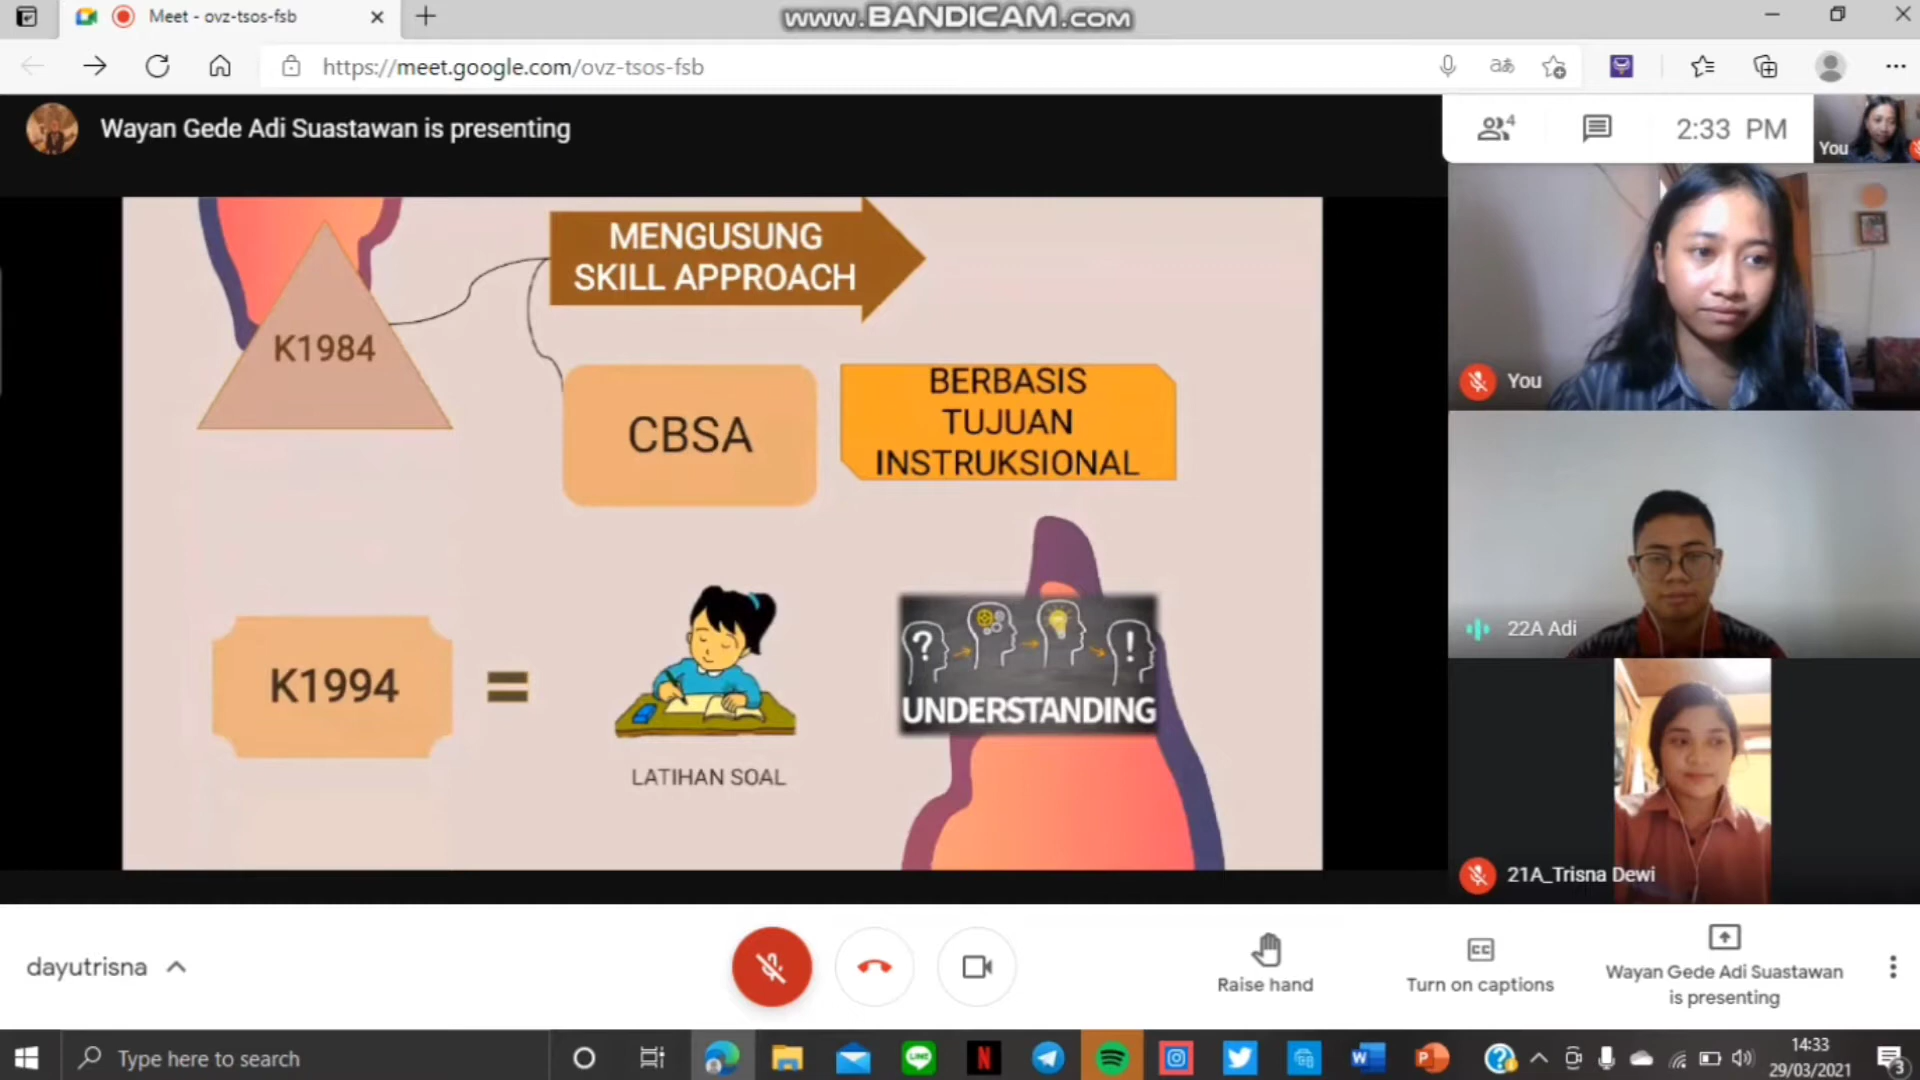 Meet - ovz-tsos-fsb
www.BANDICAM.com
https://meet.google.com/ovz-tsos-fsb
Wayan Gede Adi Suastawan is presenting
4
2:33 PM
You
MENGUSUNG
SKILL APPROACH
K1984
CBSA
BERBASIS
TUJUAN
INSTRUKSIONAL
K1994
=
LATIHAN SOAL
?
!
UNDERSTANDING
You
22A Adi
21A_Trisna Dewi
dayutrisna
Raise hand
CC
Turn on captions
Wayan Gede Adi Suastawan
is presenting
Type here to search
14:33
29/03/2021
3